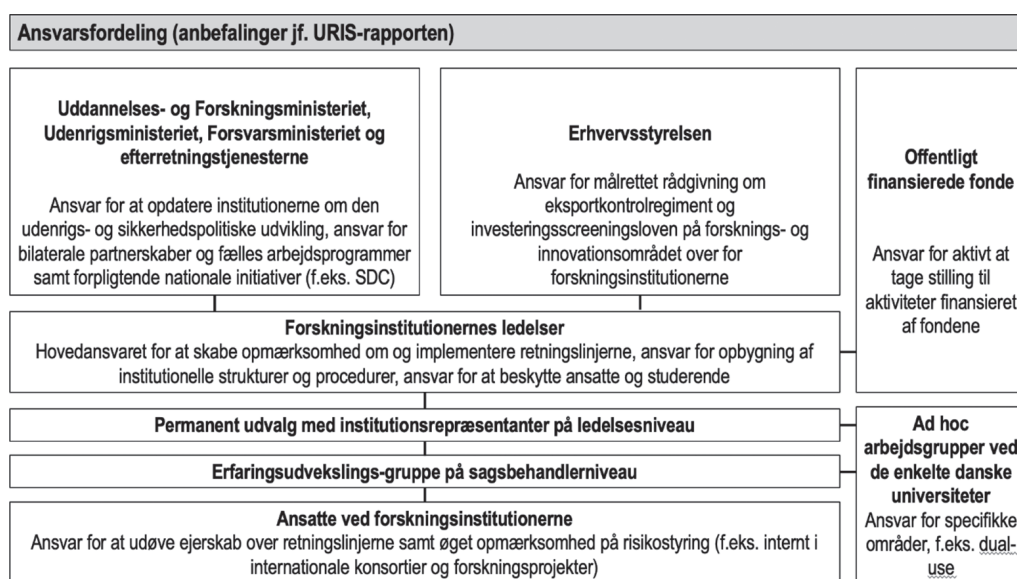 Ansvarsfordeling (anbefalinger jf. URIS-rapporten)
Uddannelses- og Forskningsministeriet,
Udenrigsministeriet, Forsvarsministeriet og
efterretningstjenesterne
Ansvar for at opdatere institutionerne om den
udenrigs- og sikkerhedspolitiske udvikling, ansvar for
bilaterale partnerskaber og fælles arbejdsprogrammer
samt forpligtende nationale initiativer (f.eks. SDC)
Erhvervsstyrelsen
Ansvar for målrettet rådgivning om
eksportkontrolregiment og
investeringsscreeningsloven på forsknings- og
innovationsområdet over for
forskningsinstitutionerne
Offentligt
finansierede fonde
Ansvar for aktivt at
tage stilling til
aktiviteter finansieret
af fondene
Forskningsinstitutionernes ledelser
Hovedansvaret for at skabe opmærksomhed om og implementere retningslinjerne, ansvar for opbygning af
institutionelle strukturer og procedurer, ansvar for at beskytte ansatte og studerende
Permanent udvalg med institutionsrepræsentanter på ledelsesniveau
Erfaringsudvekslings-gruppe på sagsbehandlerniveau
Ansatte ved forskningsinstitutionerne
Ansvar for at udøve ejerskab over retningslinjerne samt øget opmærksomhed på risikostyring (f.eks. internt i
internationale konsortier og forskningsprojekter)
Ad hoc
arbejdsgrupper ved
de enkelte danske
universiteter
Ansvar for specifikke
områder, f.eks. dual-
use